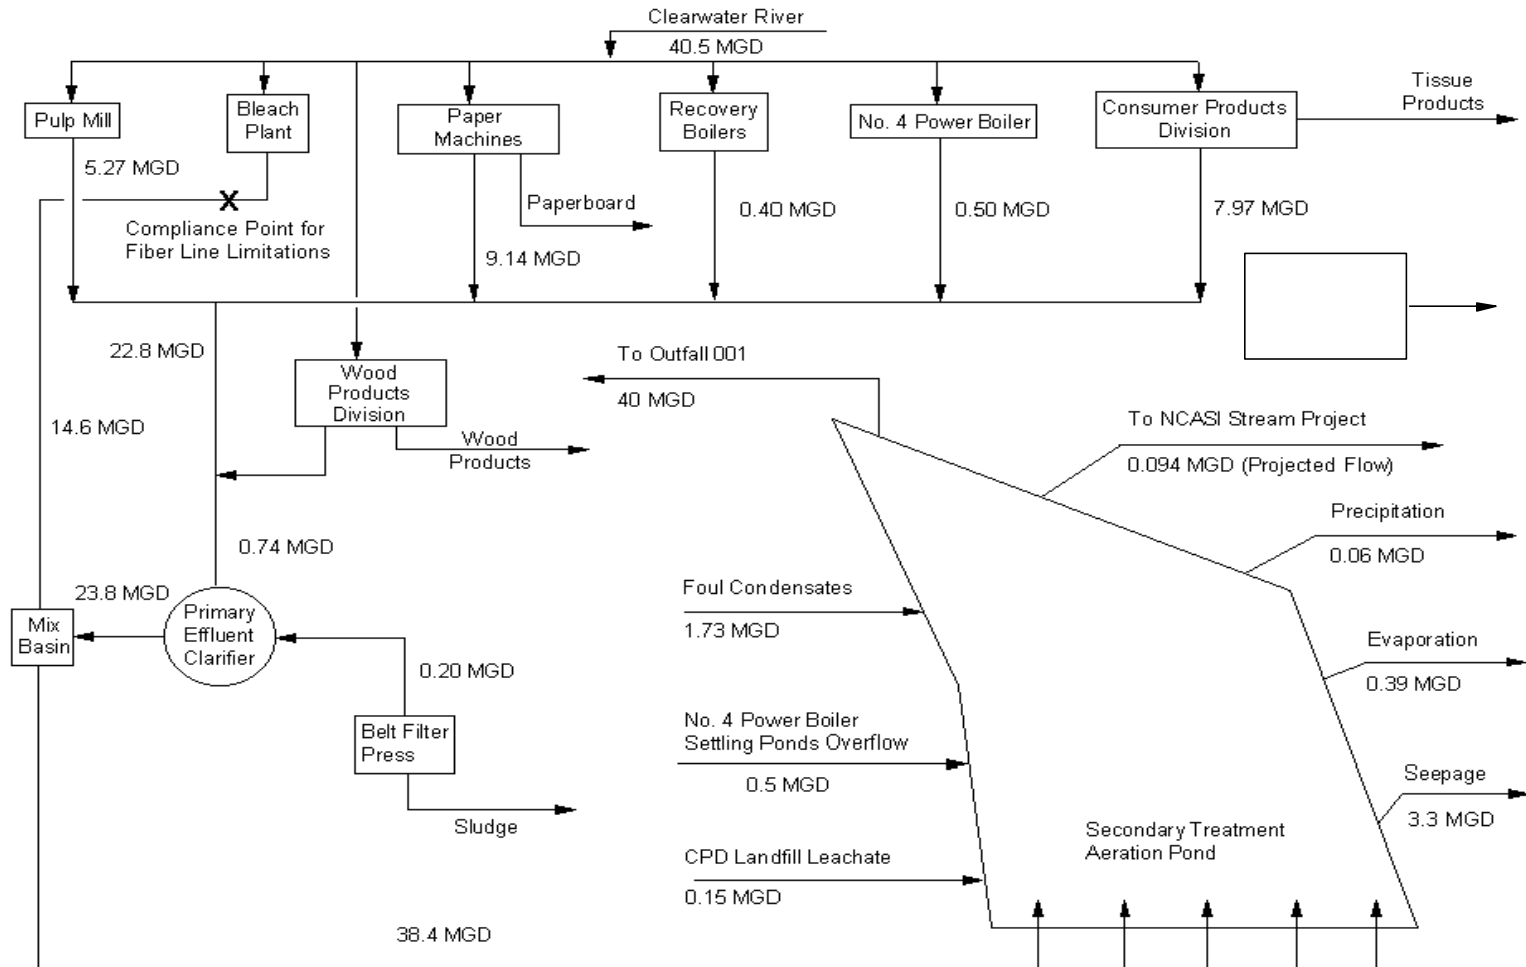 Clearwater River
40.5 MGD
Tissue
Products
Pulp Mill
Bleach
Plant
Paper
Machines
Recovery
Boilers
No. 4 Power Boiler
Consumer Products
Division
5.27 MGD
X
Compliance Point for
Fiber Line Limitations
Paperboard
9.14 MGD
0.40 MGD
0.50 MGD
7.97 MGD
22.8 MGD
Wood
Products
Division
To Outfall 001
40 MGD
14.6 MGD
Wood
Products
To NCASI Stream Project
0.094 MGD (Projected Flow)
Precipitation
0.06 MGD
0.74 MGD
23.8 MGD
Mix
Basin
Primary
Effluent
Clarifier
0.20 MGD
Foul Condensates
1.73 MGD
Evaporation
0.39 MGD
Belt Filter
Press
No. 4 Power Boiler
Settling Ponds Overflow
0.5 MGD
Seepage
3.3 MGD
Sludge
Secondary Treatment
Aeration Pond
CPD Landfill Leachate
0.15 MGD
38.4 MGD